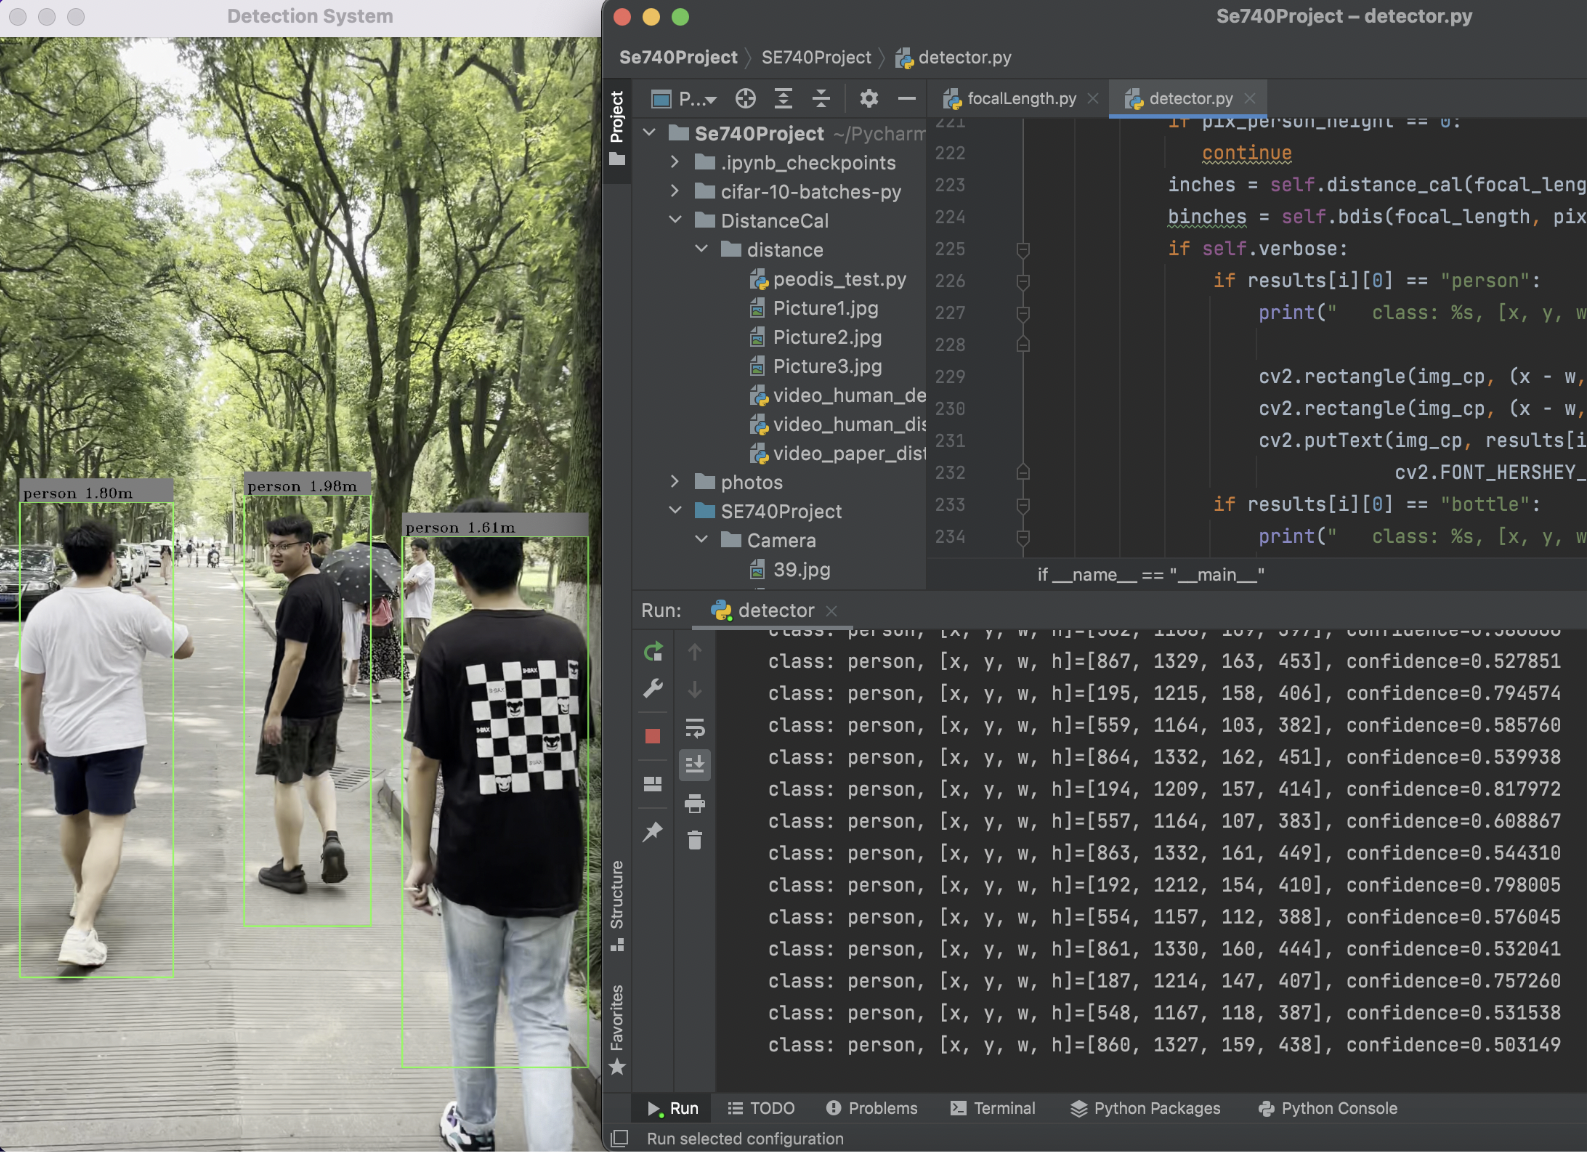 Detection System
person 1.80m
person 1.98m
person 1.61m
Se740Project – detector.py
Se740Project
SE740Project
detector.py
Project
P...
focalLength.py
detector.py
Se740Project ~/Pycharm
.ipynb_checkpoints
cifar-10-batches-py
DistanceCal
distance
peodis_test.py
Picture1.jpg
Picture2.jpg
Picture3.jpg
video_human_de
video_human_dis
video_paper_dist
photos
SE740Project
Camera
39.jpg
221 if pix_person_height == 0:
222 continue
223 inches = self.distance_cal(focal_leng
224 binches = self.bdis(focal_length, pix
225 if self.verbose:
226 if results[i][0] == "person":
227 print(" class: %s, [x, y, w
228
229 cv2.rectangle(img_cp, (x - w,
230 cv2.rectangle(img_cp, (x - w,
231 cv2.putText(img_cp, results[i
232 cv2.FONT_HERSHEY_
233 if results[i][0] == "bottle":
234 print(" class: %s, [x, y, w
if __name__ == "__main__"
Run:
detector
class: person, [x, y, w, h]=[867, 1329, 163, 453], confidence=0.527851
class: person, [x, y, w, h]=[195, 1215, 158, 406], confidence=0.794574
class: person, [x, y, w, h]=[559, 1164, 103, 382], confidence=0.585760
class: person, [x, y, w, h]=[864, 1332, 162, 451], confidence=0.539938
class: person, [x, y, w, h]=[194, 1209, 157, 414], confidence=0.817972
class: person, [x, y, w, h]=[557, 1164, 107, 383], confidence=0.608867
class: person, [x, y, w, h]=[863, 1332, 161, 449], confidence=0.544310
class: person, [x, y, w, h]=[192, 1212, 154, 410], confidence=0.798005
class: person, [x, y, w, h]=[554, 1157, 112, 388], confidence=0.576045
class: person, [x, y, w, h]=[861, 1330, 160, 444], confidence=0.532041
class: person, [x, y, w, h]=[187, 1214, 147, 407], confidence=0.757260
class: person, [x, y, w, h]=[548, 1167, 118, 387], confidence=0.531538
class: person, [x, y, w, h]=[860, 1327, 159, 438], confidence=0.503149
Structure
Favorites
Run
TODO
Problems
Terminal
Python Packages
Python Console
Run selected configuration